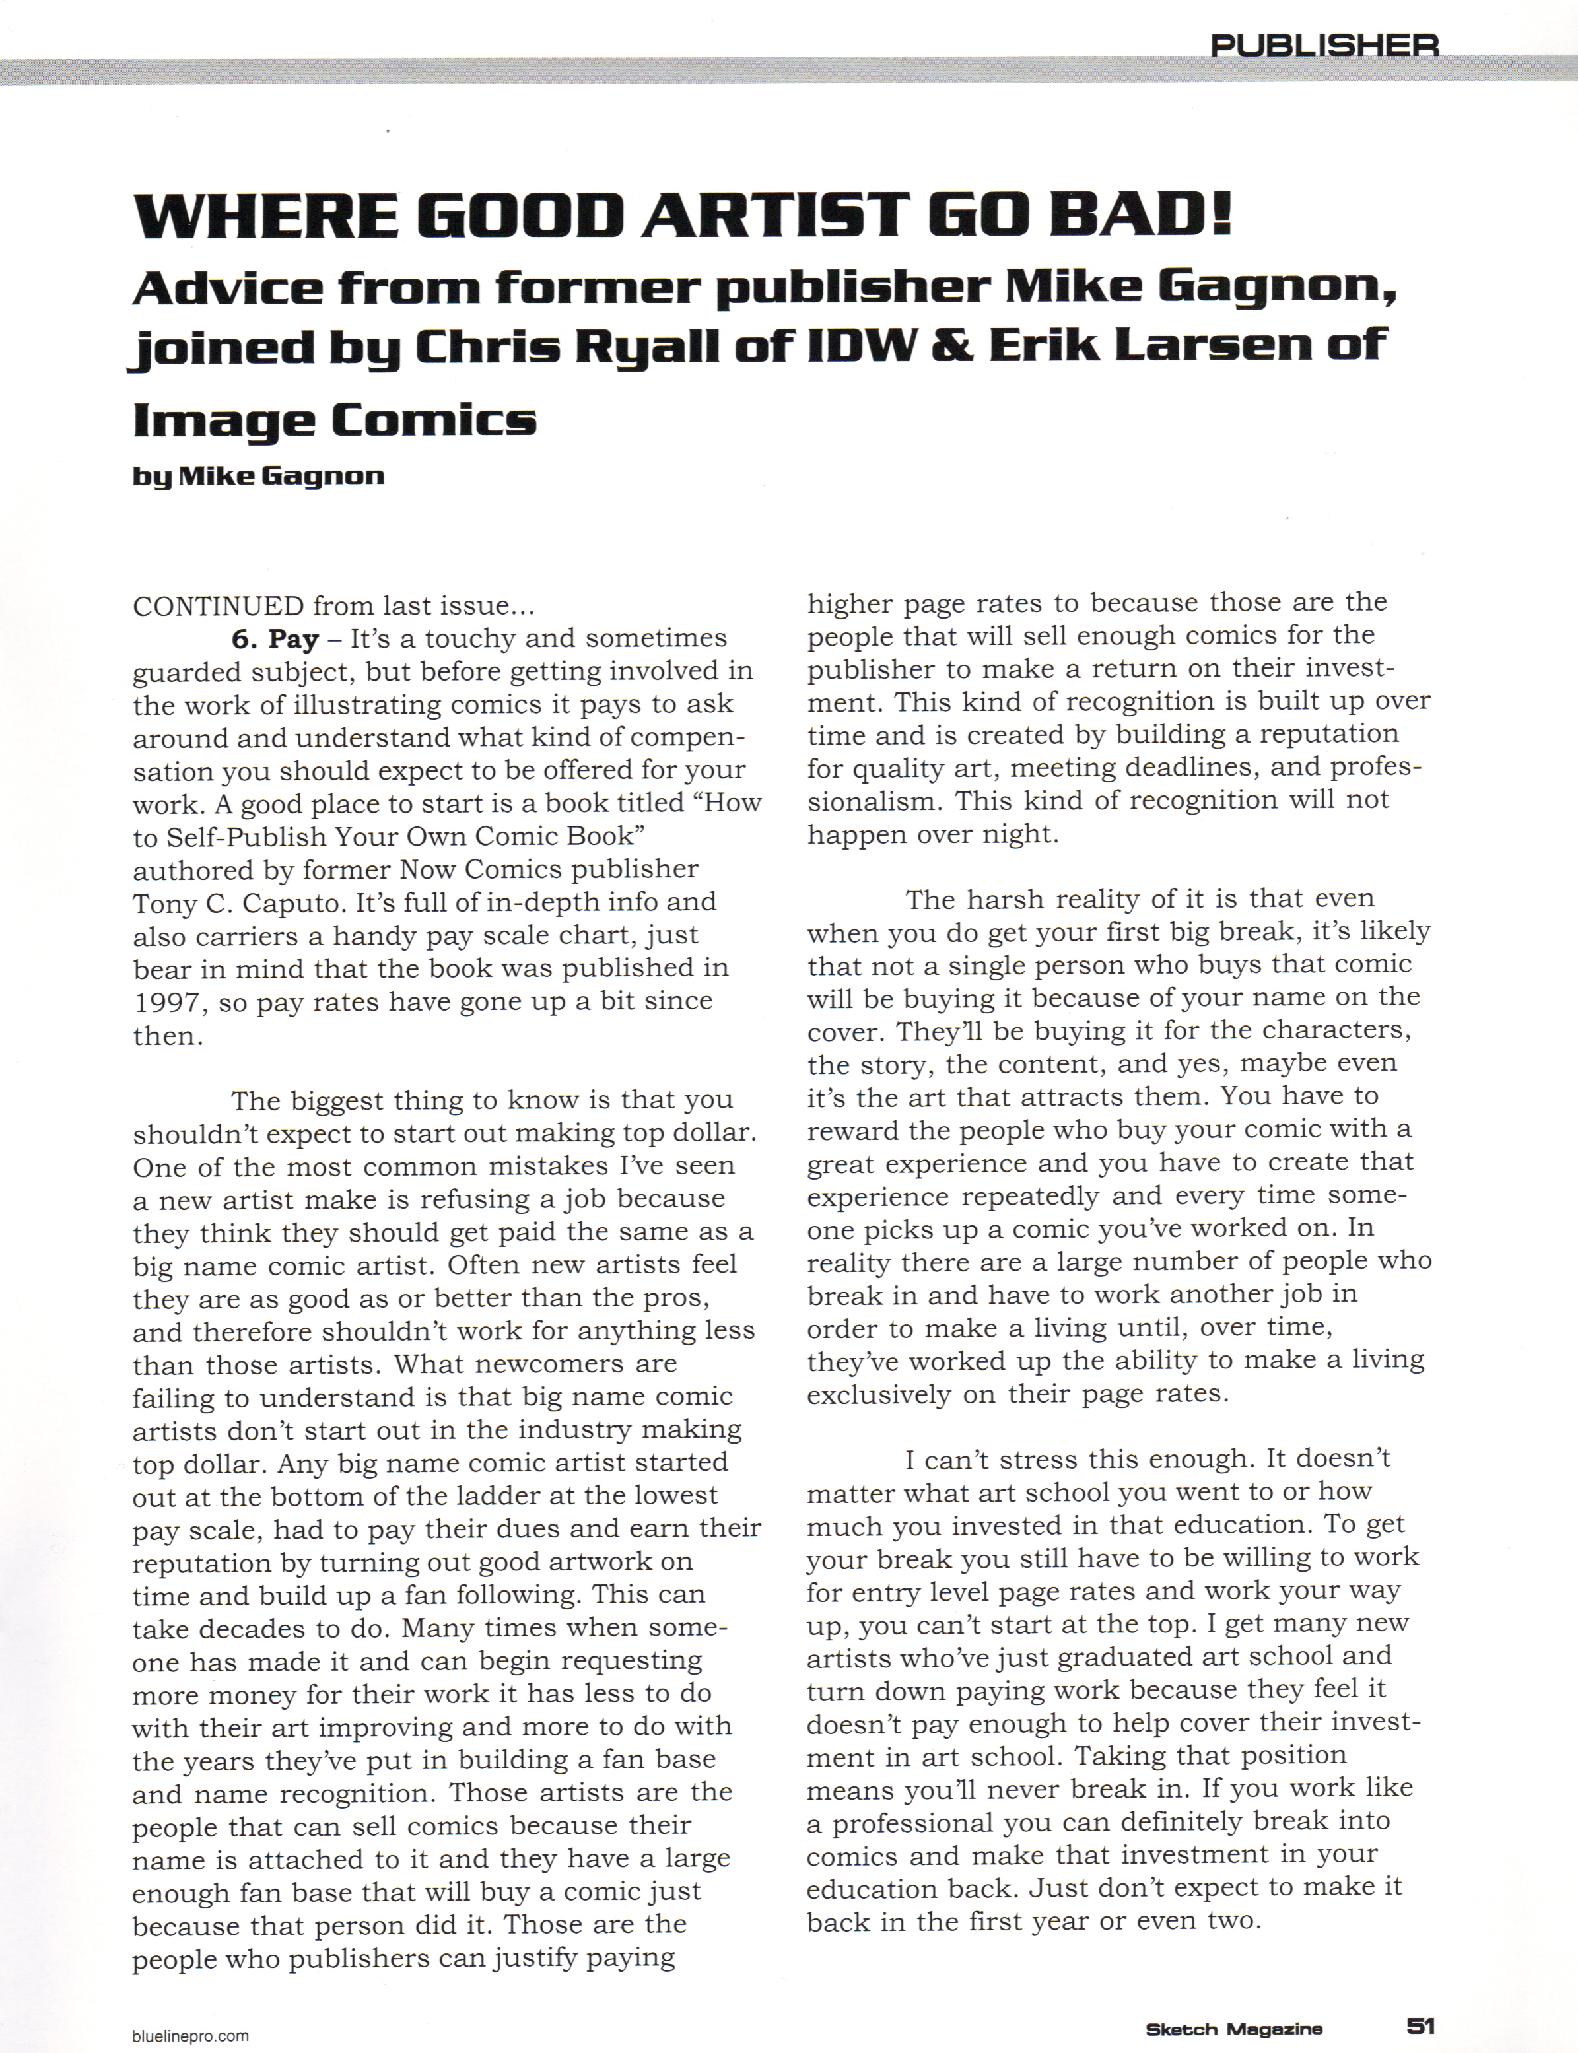 PUBLISHER
WHERE GOOD ARTIST GO BAD!
Advice from former publisher Mike Gagnon,
joined by Chris Ryall of IDW & Erik Larsen of
Image Comics
by Mike Gagnon
CONTINUED from last issue...
6. Pay – It's a touchy and sometimes
guarded subject, but before getting involved in
the work of illustrating comics it pays to ask
around and understand what kind of compen-
sation you should expect to be offered for your
work. A good place to start is a book titled “How
to Self-Publish Your Own Comic Book”
authored by former Now Comics publisher
Tony C. Caputo. It's full of in-depth info and
also carriers a handy pay scale chart, just
bear in mind that the book was published in
1997, so pay rates have gone up a bit since
then.
The biggest thing to know is that you
shouldn't expect to start out making top dollar.
One of the most common mistakes I've seen
a new artist make is refusing a job because
they think they should get paid the same as a
big name comic artist. Often new artists feel
they are as good as or better than the pros,
and therefore shouldn't work for anything less
than those artists. What newcomers are
failing to understand is that big name comic
artists don't start out in the industry making
top dollar. Any big name comic artist started
out at the bottom of the ladder at the lowest
pay scale, had to pay their dues and earn their
reputation by turning out good artwork on
time and build up a fan following. This can
take decades to do. Many times when some-
one has made it and can begin requesting
more money for their work it has less to do
with their art improving and more to do with
the years they've put in building a fan base
and name recognition. Those artists are the
people that can sell comics because their
name is attached to it and they have a large
enough fan base that will buy a comic just
because that person did it. Those are the
people who publishers can justify paying
higher page rates to because those are the
people that will sell enough comics for the
publisher to make a return on their invest-
ment. This kind of recognition is built up over
time and is created by building a reputation
for quality art, meeting deadlines, and profes-
sionalism. This kind of recognition will not
happen over night.
The harsh reality of it is that even
when you do get your first big break, it's likely
that not a single person who buys that comic
will be buying it because of your name on the
cover. They'll be buying it for the characters,
the story, the content, and yes, maybe even
it's the art that attracts them. You have to
reward the people who buy your comic with a
great experience and you have to create that
experience repeatedly and every time some-
one picks up a comic you've worked on. In
reality there are a large number of people who
break in and have to work another job in
order to make a living until, over time,
they've worked up the ability to make a living
exclusively on their page rates.
I can't stress this enough. It doesn't
matter what art school you went to or how
much you invested in that education. To get
your break you still have to be willing to work
for entry level page rates and work your way
up, you can't start at the top. I get many new
artists who've just graduated art school and
turn down paying work because they feel it
doesn't pay enough to help cover their invest-
ment in art school. Taking that position
means you'll never break in. If you work like
a professional you can definitely break into
comics and make that investment in your
education back. Just don't expect to make it
back in the first year or even two.
bluelinepro.com
Sketch Magazine 51